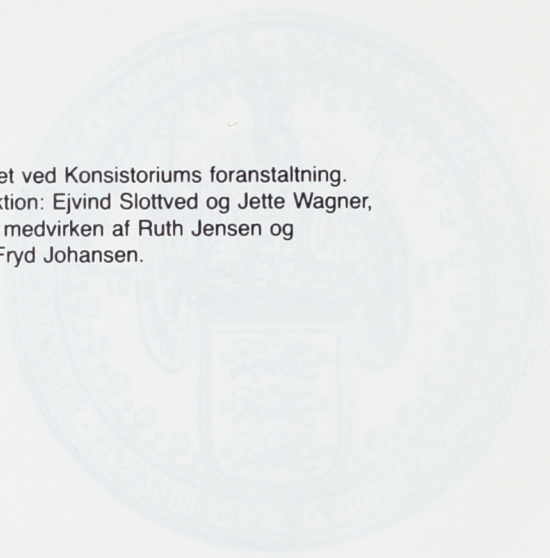 et ved Konsistoriums foranstaltning.
ktion: Ejvind Slottved og Jette Wagner,
medvirken af Ruth Jensen og
Fryd Johansen.